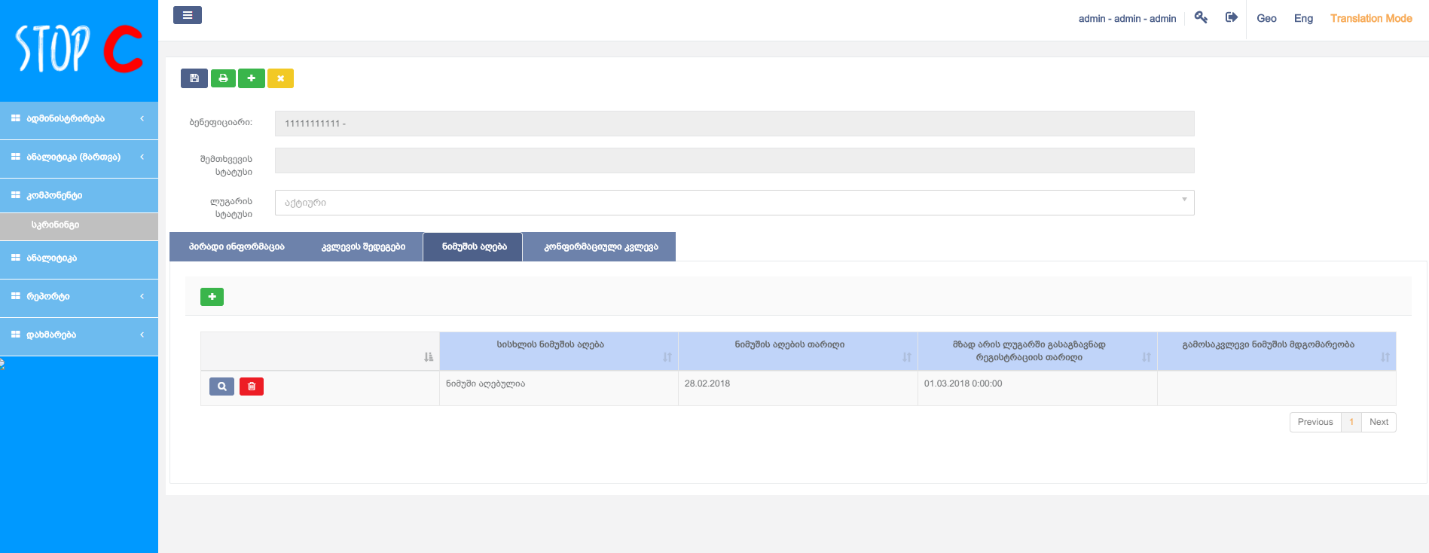 STOP C
admin - admin - admin
Geo
Eng
Translation Mode
ადმინისტრირება
ანალიტიკა (მართვა)
კომპონენტი
სკრინინგი
ანალიტიკა
რეპორტი
დახმარება
ბენეფიციარი:
11111111111 -
შემთხვევის
სტატუსი
ლუგარის
სტატუსი
აქტიური
პირადი ინფორმაცია
კვლევის შედეგები
ნიმუშის აღება
კონფირმაციული კვლევა
სისხლის ნიმუშის აღება
ნიმუშის აღების თარიღი
მზად არის ლუგარში გასაგზავნად
რეგისტრაციის თარიღი
გამოსაკვლევი ნიმუშის მდგომარეობა
ნიმუში აღებულია
28.02.2018
01.03.2018 0:00:00
Previous
1
Next